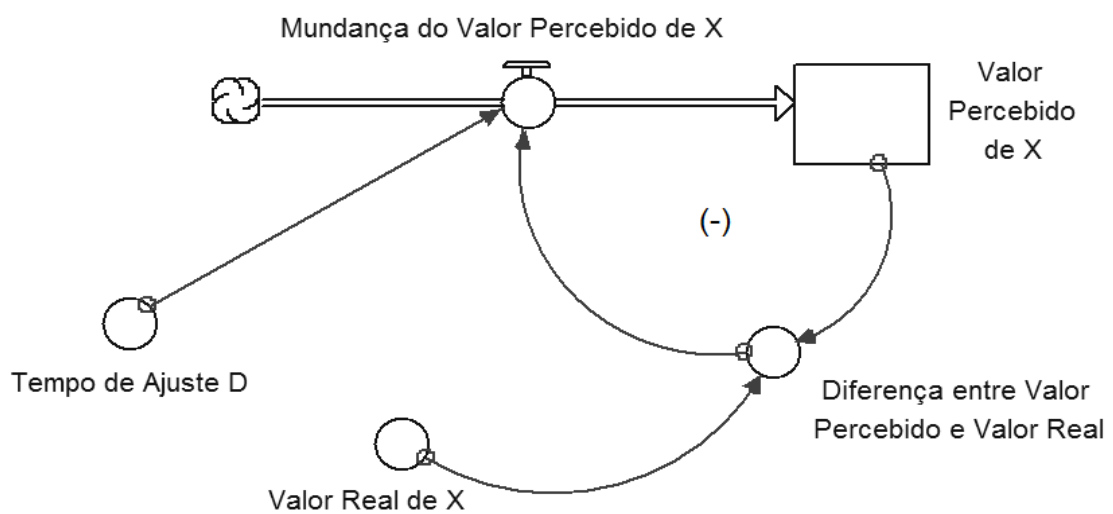 Mundança do Valor Percebido de X
Valor
Percebido
de X
(-)
Tempo de Ajuste D
Diferença entre Valor
Percebido e Valor Real
Valor Real de X